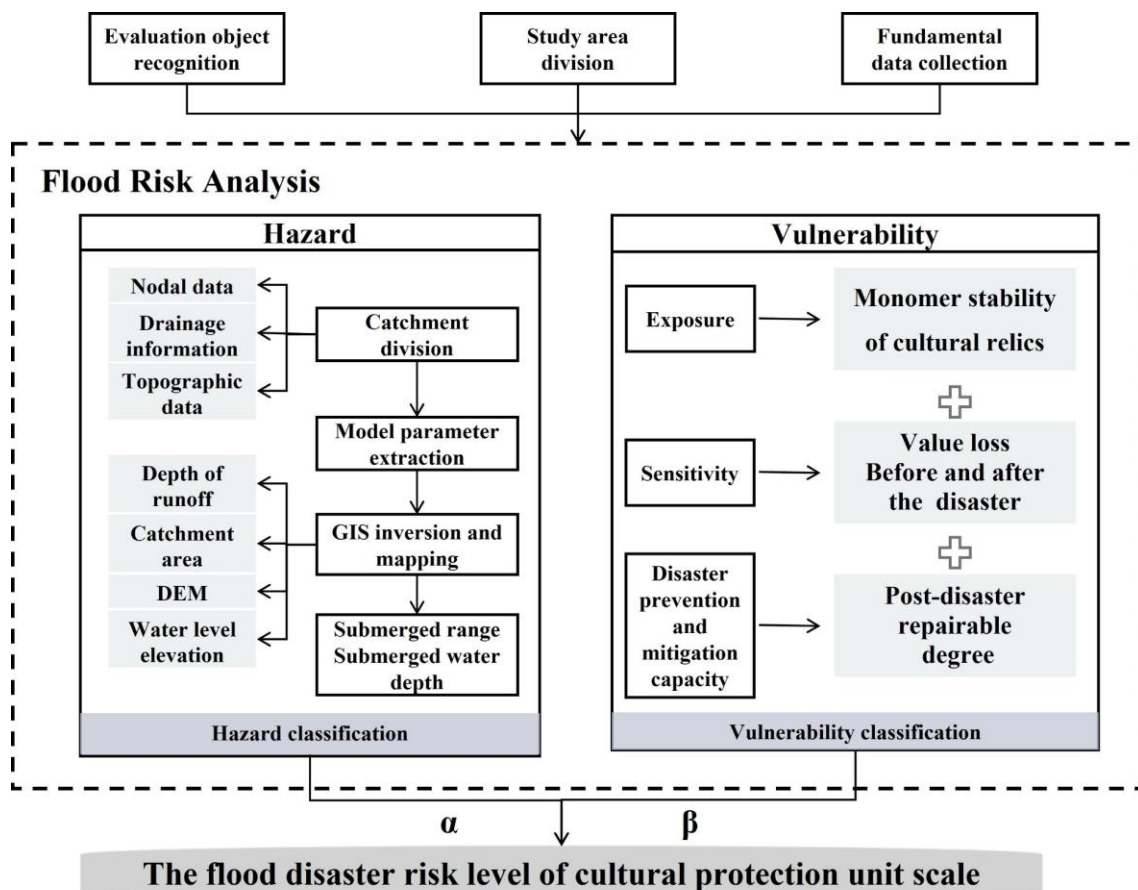 Evaluation object
recognition
Study area
division
Fundamental
data collection
Flood Risk Analysis
Hazard
Nodal data
Drainage
information
Topographic
data
Catchment
division
Model parameter
extraction
Depth of
runoff
Catchment
area
DEM
Water level
elevation
GIS inversion and
mapping
Submerged range
Submerged water
depth
Hazard classification
Vulnerability
Exposure
Monomer stability
of cultural relics
Sensitivity
Value loss
Before and after
the disaster
Disaster
prevention
and
mitigation
capacity
Post-disaster
repairable
degree
Vulnerability classification
α
β
The flood disaster risk level of cultural protection unit scale